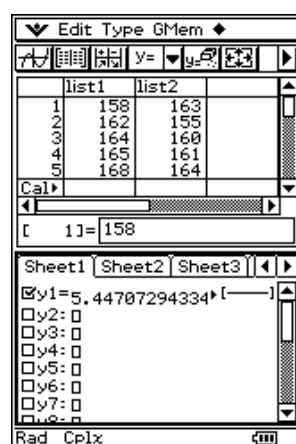 Edit Type GMem ◆
y=
list1 list2
1 158 163
2 162 155
3 164 160
4 165 161
5 168 164
Cal▶
[ 1]= 158
Sheet1 Sheet2 Sheet3
☑y1=5.44707294334▶[—]
□y2:▯
□y3:▯
□y4:▯
□y5:▯
□y6:▯
□y7:▯
Rad Cplx